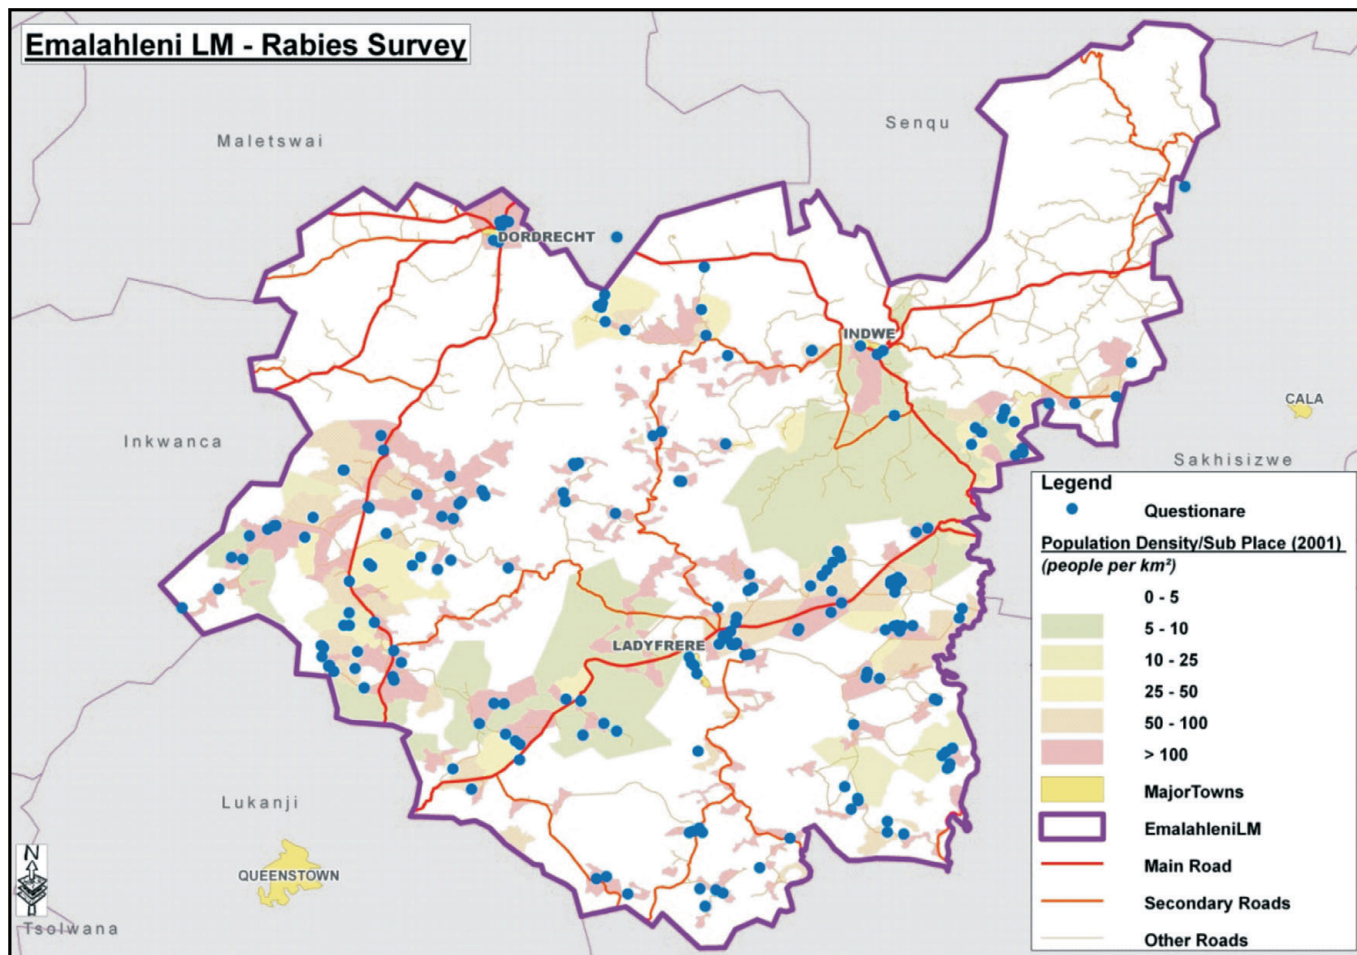 Emalahleni LM - Rabies Survey
Senqu
Maletswai
DORDRECHT
INDWE
CALA
Inkwanca
Sakhisizwe
Legend
Questionare
Population Density/Sub Place (2001)
(people per km²)
0 - 5
5 - 10
10 - 25
25 - 50
50 - 100
> 100
MajorTowns
EmalahleniLM
Main Road
Secondary Roads
Other Roads
LADYFRERE
Lukanji
QUEENSTOWN
N
Tsolwana